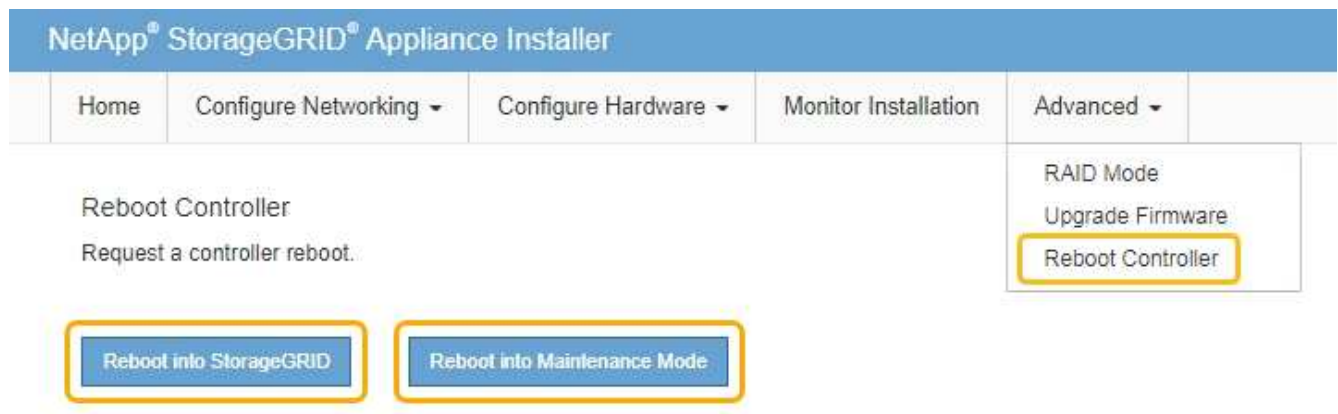 NetApp® StorageGRID® Appliance Installer
Home Configure Networking Configure Hardware Monitor Installation Advanced
RAID Mode
Upgrade Firmware
Reboot Controller
Reboot Controller
Request a controller reboot.
Reboot into StorageGRID Reboot into Maintenance Mode